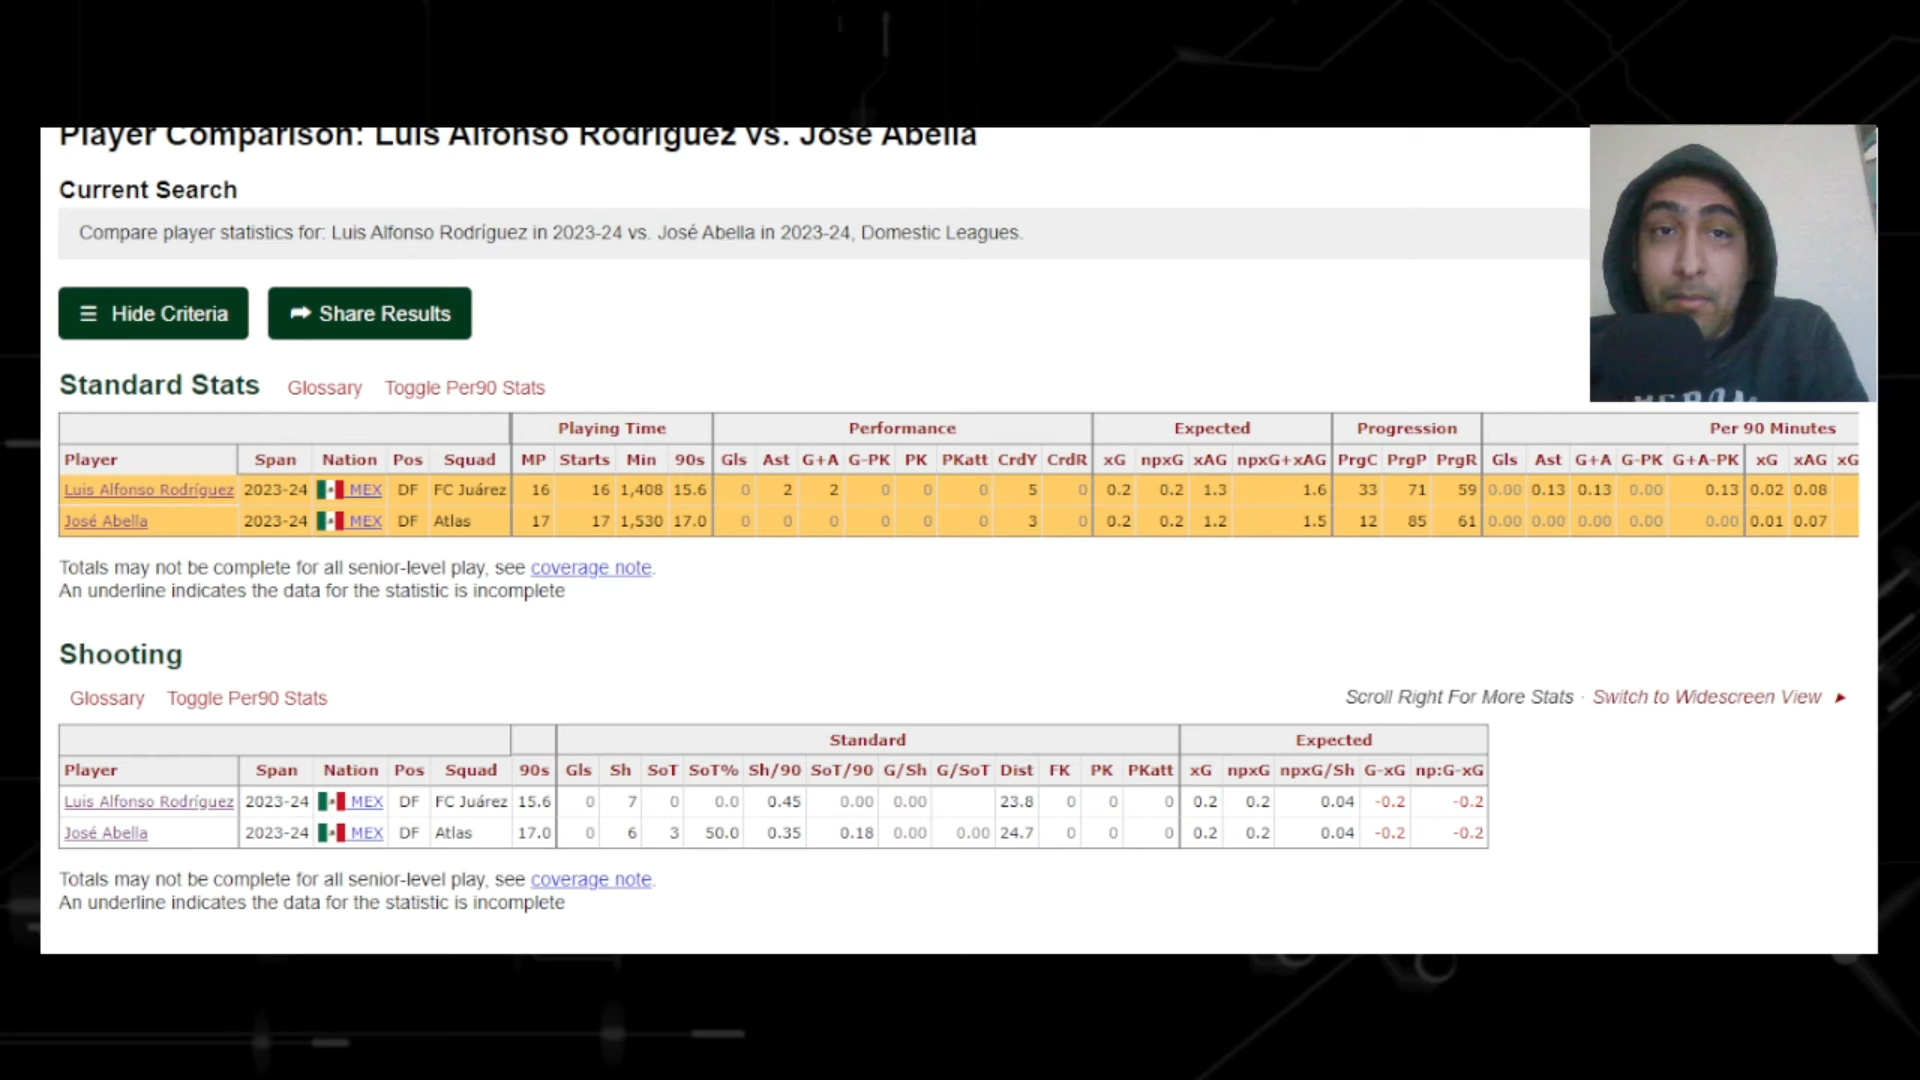 Player Comparison: Luis Alfonso Rodríguez vs. José Abella
Current Search
Compare player statistics for: Luis Alfonso Rodríguez in 2023-24 vs. José Abella in 2023-24, Domestic Leagues.
☰ Hide Criteria Share Results
Standard Stats Glossary Toggle Per90 Stats
Playing Time Performance Expected Progression Per 90 Minutes
Player Span Nation Pos Squad MP Starts Min 90s Gls Ast G+A G-PK PK PKatt CrdY CrdR xG npxG xAG npxG+xAG PrgC PrgP PrgR Gls Ast G+A G-PK G+A-PK xG xAG xG
Luis Alfonso Rodríguez 2023-24 MEX DF FC Juárez 16 16 1,408 15.6 0 2 2 0 0 0 5 0 0.2 0.2 1.3 1.6 33 71 59 0.00 0.13 0.13 0.00 0.13 0.02 0.08
José Abella 2023-24 MEX DF Atlas 17 17 1,530 17.0 0 0 0 0 0 0 3 0 0.2 0.2 1.2 1.5 12 85 61 0.00 0.00 0.00 0.00 0.00 0.01 0.07
Totals may not be complete for all senior-level play, see coverage note.
An underline indicates the data for the statistic is incomplete
Shooting
Glossary Toggle Per90 Stats Scroll Right For More Stats · Switch to Widescreen View ►
Standard Expected
Player Span Nation Pos Squad 90s Gls Sh SoT SoT% Sh/90 SoT/90 G/Sh G/SoT Dist FK PK PKatt xG npxG npxG/Sh G-xG np:G-xG
Luis Alfonso Rodríguez 2023-24 MEX DF FC Juárez 15.6 0 7 0 0.0 0.45 0.00 0.00 23.8 0 0 0 0.2 0.2 0.04 -0.2 -0.2
José Abella 2023-24 MEX DF Atlas 17.0 0 6 3 50.0 0.35 0.18 0.00 0.00 24.7 0 0 0 0.2 0.2 0.04 -0.2 -0.2
Totals may not be complete for all senior-level play, see coverage note.
An underline indicates the data for the statistic is incomplete